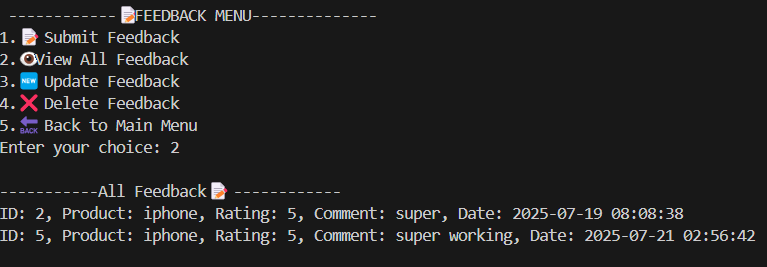 ------------ 📝FEEDBACK MENU--------------
1.📝 Submit Feedback
2.👁View All Feedback
3.🆕 Update Feedback
4.❌ Delete Feedback
5.🔙 Back to Main Menu
Enter your choice: 2
-----------All Feedback📝 ------------
ID: 2, Product: iphone, Rating: 5, Comment: super, Date: 2025-07-19 08:08:38
ID: 5, Product: iphone, Rating: 5, Comment: super working, Date: 2025-07-21 02:56:42